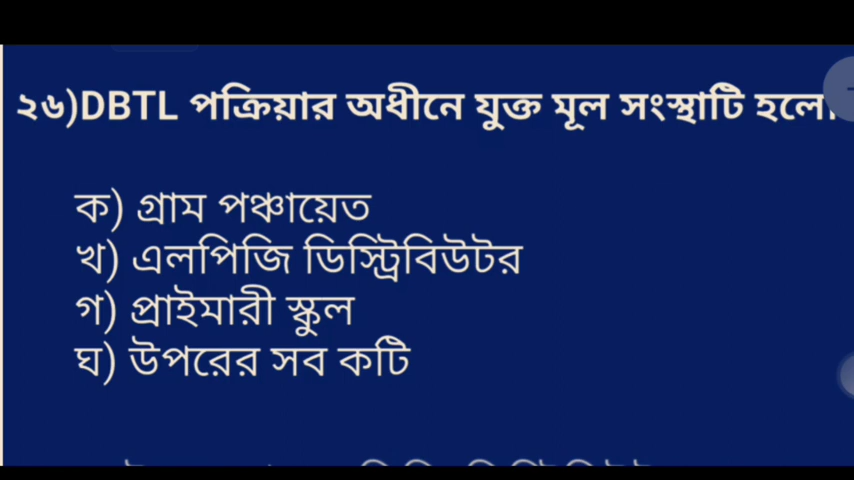 ২৬)DBTL পক্রিয়ার অধীনে যুক্ত মূল সংস্থাটি হলো
ক) গ্রাম পঞ্চায়েত
খ) এলপিজি ডিস্ট্রিবিউটর
গ) প্রাইমারী স্কুল
ঘ) উপরের সব কটি